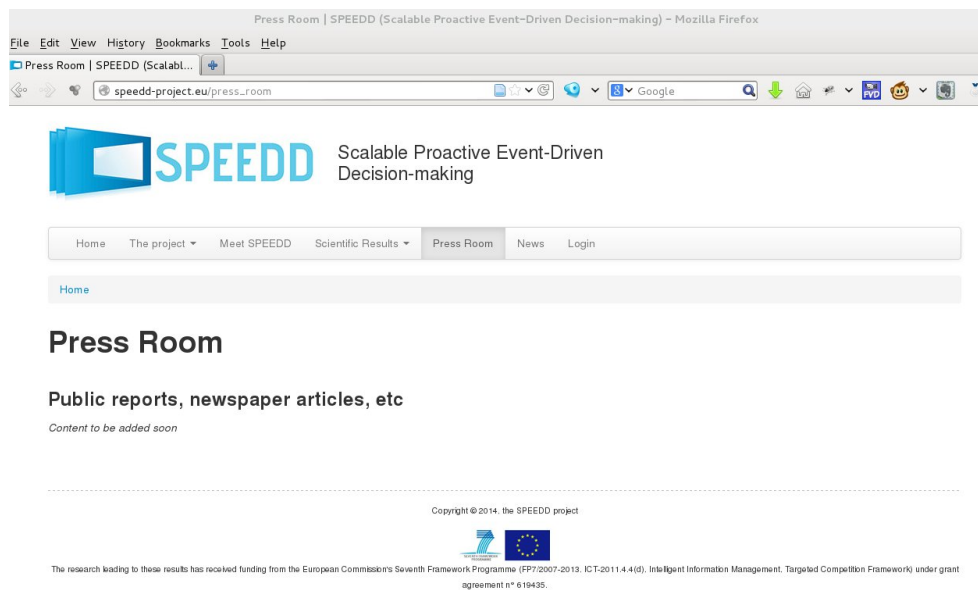 Press Room | SPEEDD (Scalable Proactive Event-Driven Decision-making) - Mozilla Firefox
File Edit View History Bookmarks Tools Help
Press Room | SPEEDD (Scalabl...
speedd-project.eu/press_room
8 Google
FVD
SPEEDD
Scalable Proactive Event-Driven
Decision-making
Home The project Meet SPEEDD Scientific Results Press Room News Login
Home
Press Room
Public reports, newspaper articles, etc
Content to be added soon
Copyright © 2014. the SPEEDD project
The research leading to these results has received funding from the European Commission's Seventh Framework Programme (FP7/2007-2013. ICT-2011.4.4(d). Intelligent Information Management. Targeted Competition Framework) under grant
agreement n° 619435.